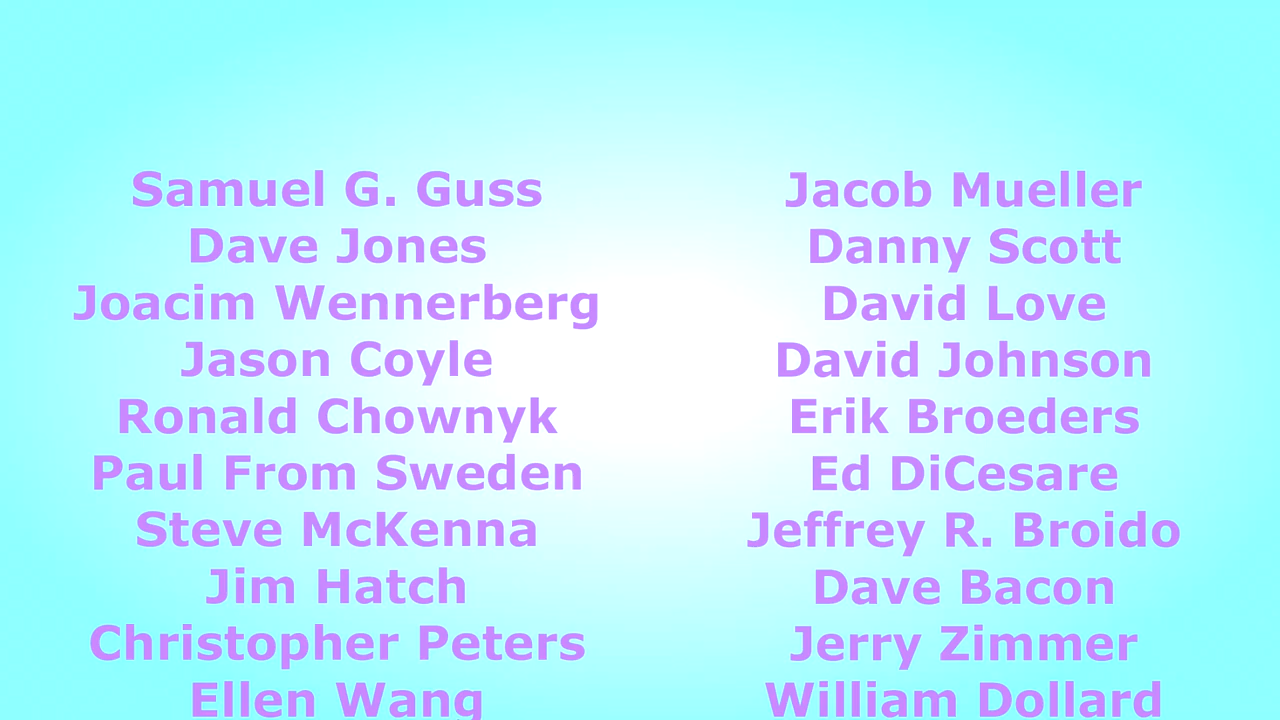 Samuel G. Guss
Dave Jones
Joacim Wennerberg
Jason Coyle
Ronald Chownyk
Paul From Sweden
Steve McKenna
Jim Hatch
Christopher Peters
Ellen Wang
Jacob Mueller
Danny Scott
David Love
David Johnson
Erik Broeders
Ed DiCesare
Jeffrey R. Broido
Dave Bacon
Jerry Zimmer
William Dollard